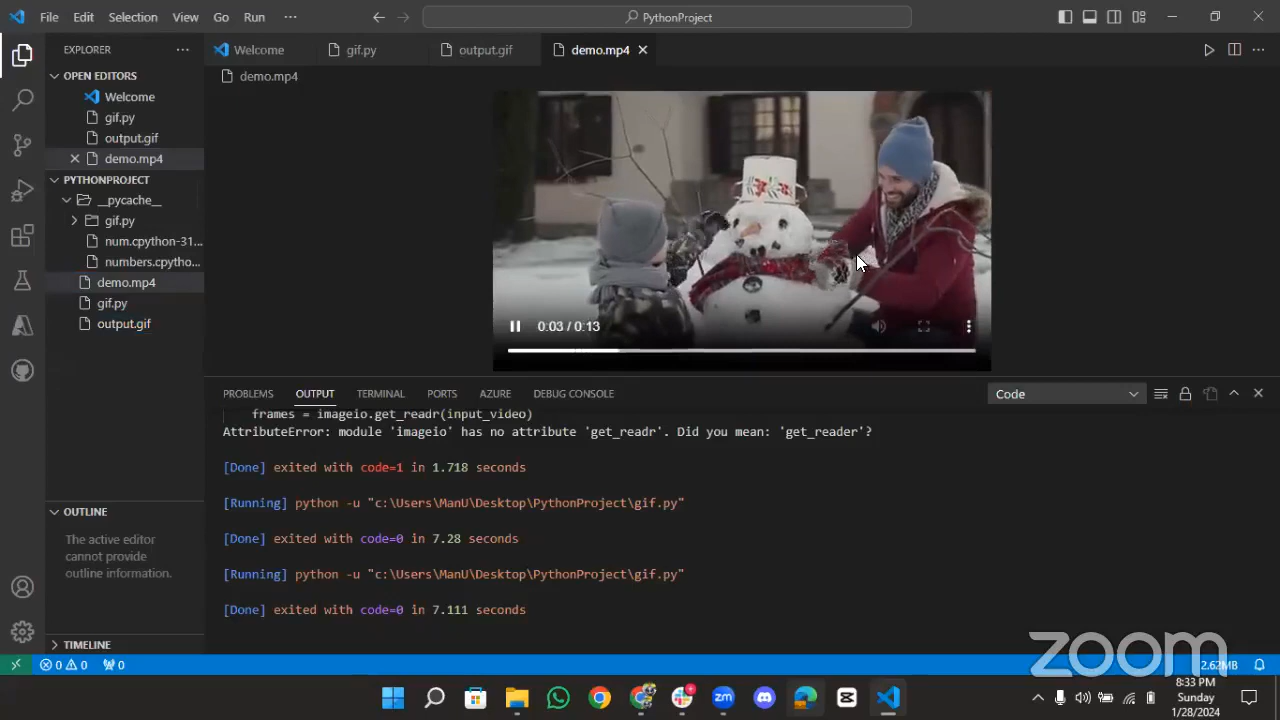 File Edit Selection View Go Run ··· PythonProject
EXPLORER
OPEN EDITORS
Welcome
gif.py
output.gif
demo.mp4
PYTHONPROJECT
__pycache__
gif.py
num.cpython-31...
numbers.cpytho...
demo.mp4
gif.py
output.gif
OUTLINE
The active editor
cannot provide
outline information.
TIMELINE
Welcome gif.py output.gif demo.mp4
demo.mp4
0:03 / 0:13
PROBLEMS OUTPUT TERMINAL PORTS AZURE DEBUG CONSOLE Code
frames = imageio.get_readr(input_video)
AttributeError: module 'imageio' has no attribute 'get_readr'. Did you mean: 'get_reader'?
[Done] exited with code=1 in 1.718 seconds
[Running] python -u "c:\Users\ManU\Desktop\PythonProject\gif.py"
[Done] exited with code=0 in 7.28 seconds
[Running] python -u "c:\Users\ManU\Desktop\PythonProject\gif.py"
[Done] exited with code=0 in 7.111 seconds
zoom
0 0 0 2.62MB
zm
8:33 PM
Sunday
1/28/2024